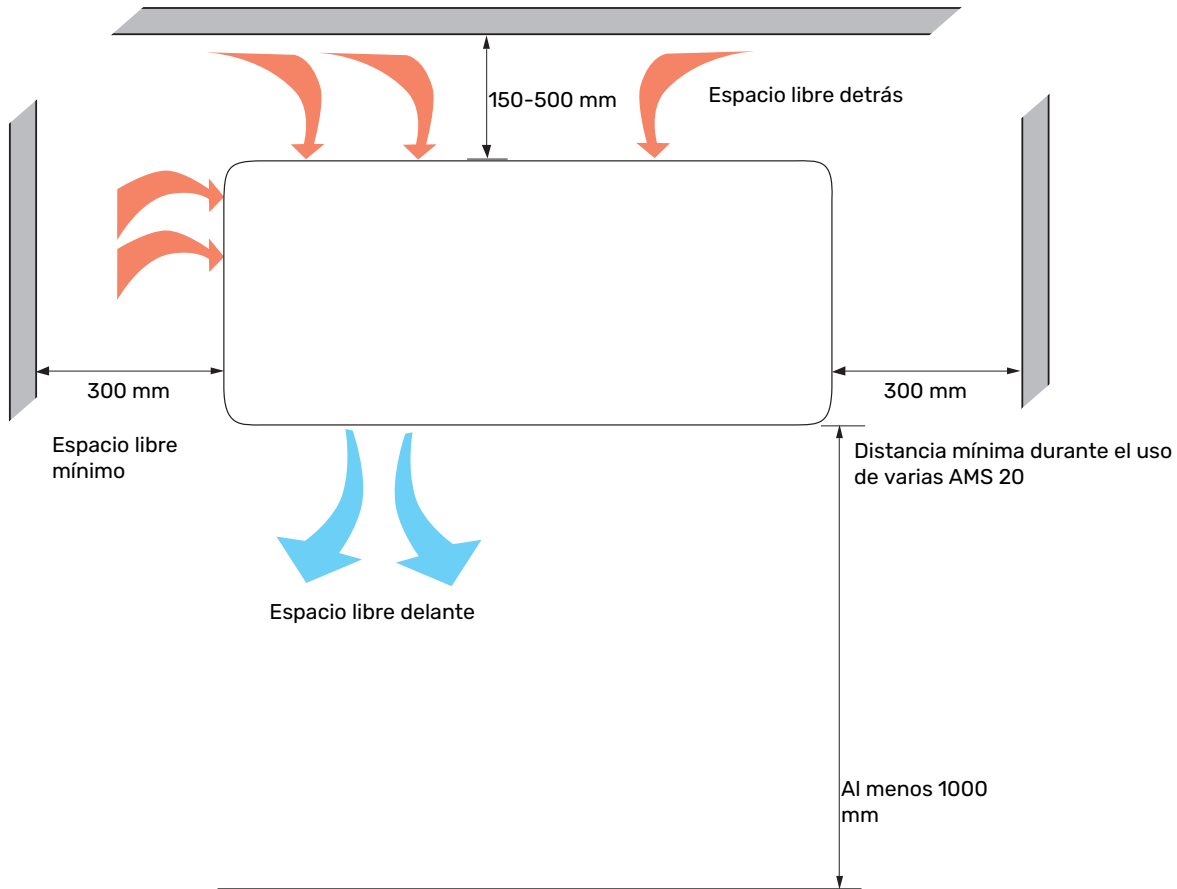 150-500 mm
Espacio libre detrás
300 mm
300 mm
Espacio libre
mínimo
Distancia mínima durante el uso
de varias AMS 20
Espacio libre delante
Al menos 1000
mm